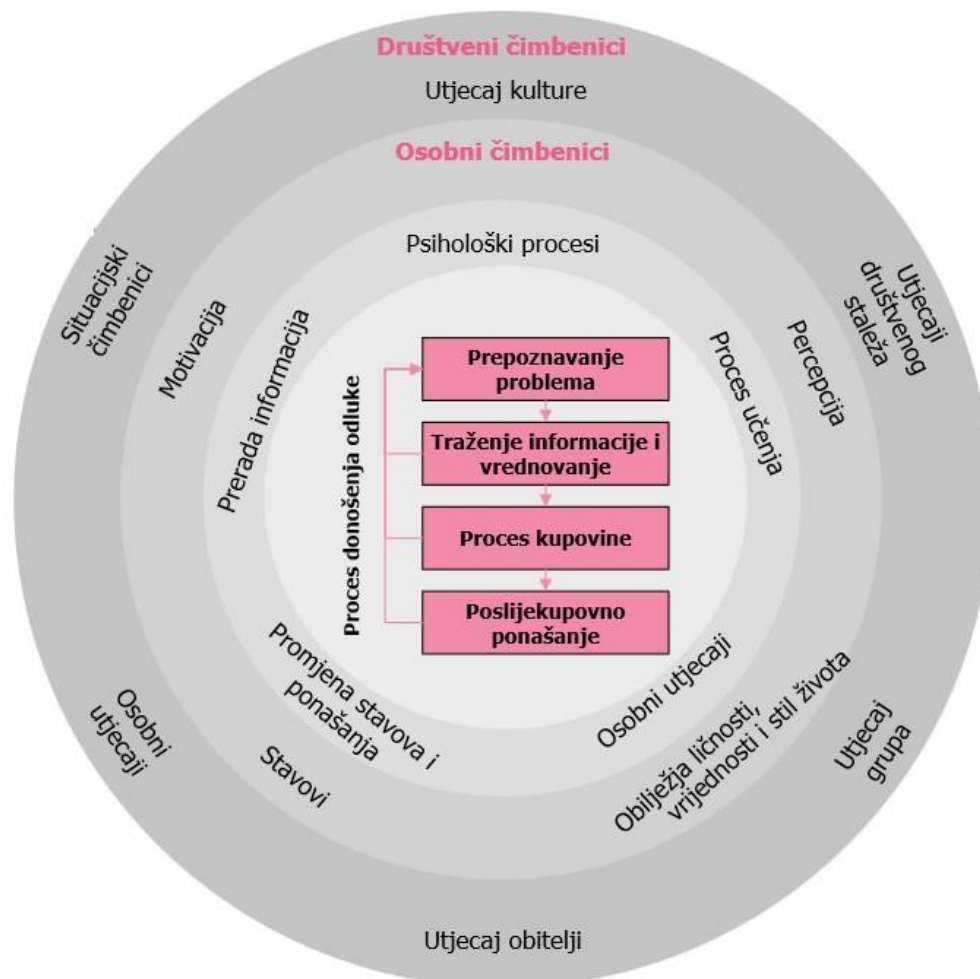 Društveni čimbenici
Utjecaj kulture
Osobni čimbenici
Psihološki procesi
Situacijski
čimbenici
Motivacija
Prerada informacija
Proces učenja
Percepcija
Utjecaji
društvenog
staleža
Proces donošenja odluke
Prepoznavanje
problema
Traženje informacije i
vrednovanje
Proces kupovine
Poslijekupovno
ponašanje
Osobni
utjecaji
Stavovi
Promjena stavova i
ponašanja
Osobni utjecaji
Obilježja ličnosti,
vrijednosti i stil života
Utjecaj
grupa
Utjecaj obitelji